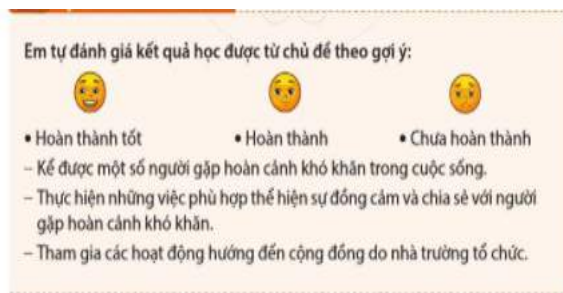 Em tự đánh giá kết quả học được từ chủ đề theo gợi ý:
• Hoàn thành tốt • Hoàn thành • Chưa hoàn thành
– Kể được một số người gặp hoàn cảnh khó khăn trong cuộc sống.
– Thực hiện những việc phù hợp thể hiện sự đồng cảm và chia sẻ với người
gặp hoàn cảnh khó khăn.
– Tham gia các hoạt động hướng đến cộng đồng do nhà trường tổ chức.